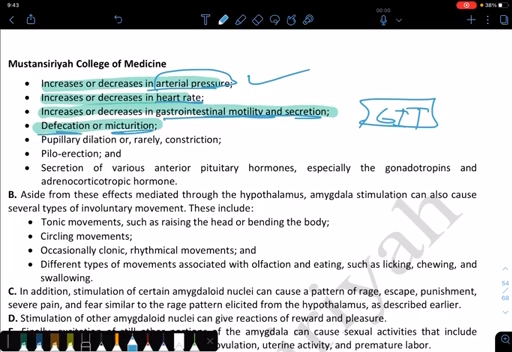 9:43
00:00
38%
Mustansiriyah College of Medicine
• Increases or decreases in arterial pressure;
• Increases or decreases in heart rate;
• Increases or decreases in gastrointestinal motility and secretion;
GIT
• Defecation or micturition;
• Pupillary dilation or, rarely, constriction;
• Pilo-erection; and
• Secretion of various anterior pituitary hormones, especially the gonadotropins and
adrenocorticotropic hormone.
B. Aside from these effects mediated through the hypothalamus, amygdala stimulation can also cause
several types of involuntary movement. These include:
• Tonic movements, such as raising the head or bending the body;
• Circling movements;
• Occasionally clonic, rhythmical movements; and
• Different types of movements associated with olfaction and eating, such as licking, chewing, and
swallowing.
54
68
C. In addition, stimulation of certain amygdaloid nuclei can cause a pattern of rage, escape, punishment,
severe pain, and fear similar to the rage pattern elicited from the hypothalamus, as described earlier.
D. Stimulation of other amygdaloid nuclei can give reactions of reward and pleasure.
of the amygdala can cause sexual activities that include
ovulation, uterine activity, and premature labor.